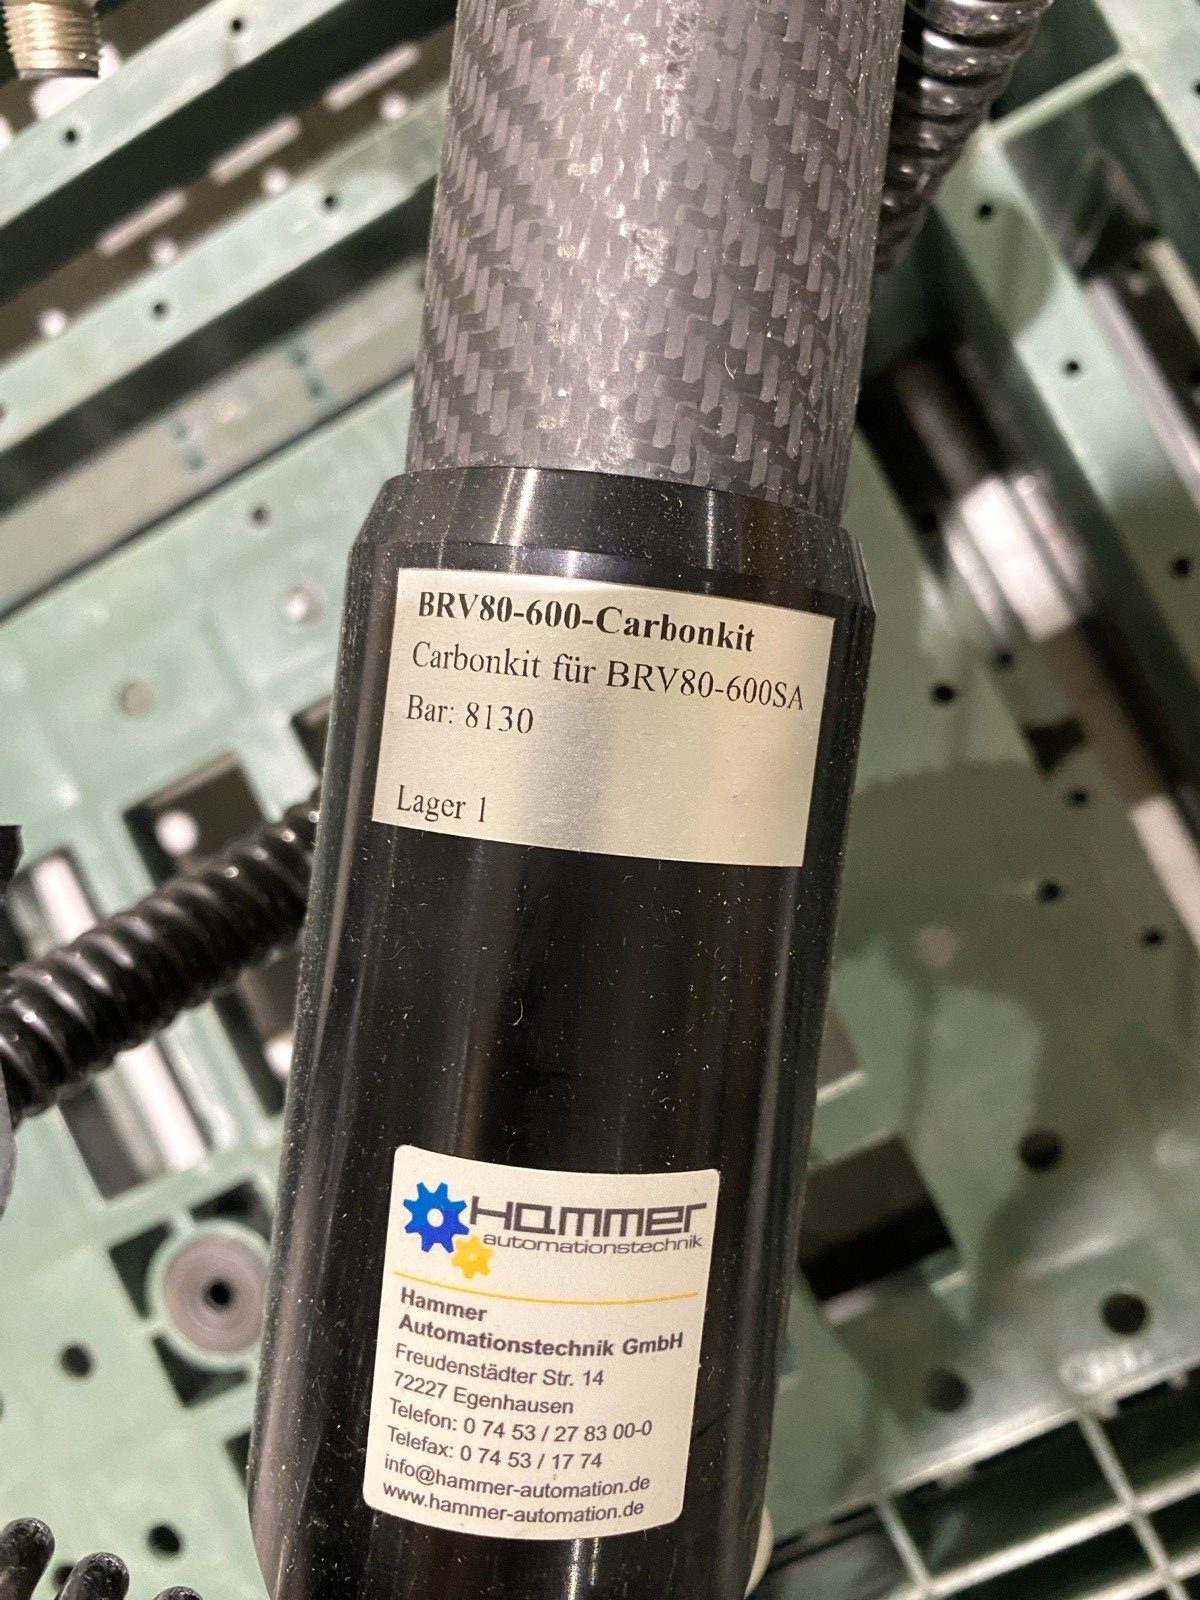 BRV80-600-Carbonkit
Carbonkit für BRV80-600SA
Bar: 8130
Lager 1
Hammer
automationstechnik
Hammer
Automationstechnik GmbH
Freudenstädter Str. 14
72227 Egenhausen
Telefon: 0 74 53 / 27 83 00-0
Telefax: 0 74 53 / 17 74
info@hammer-automation.de
www.hammer-automation.de